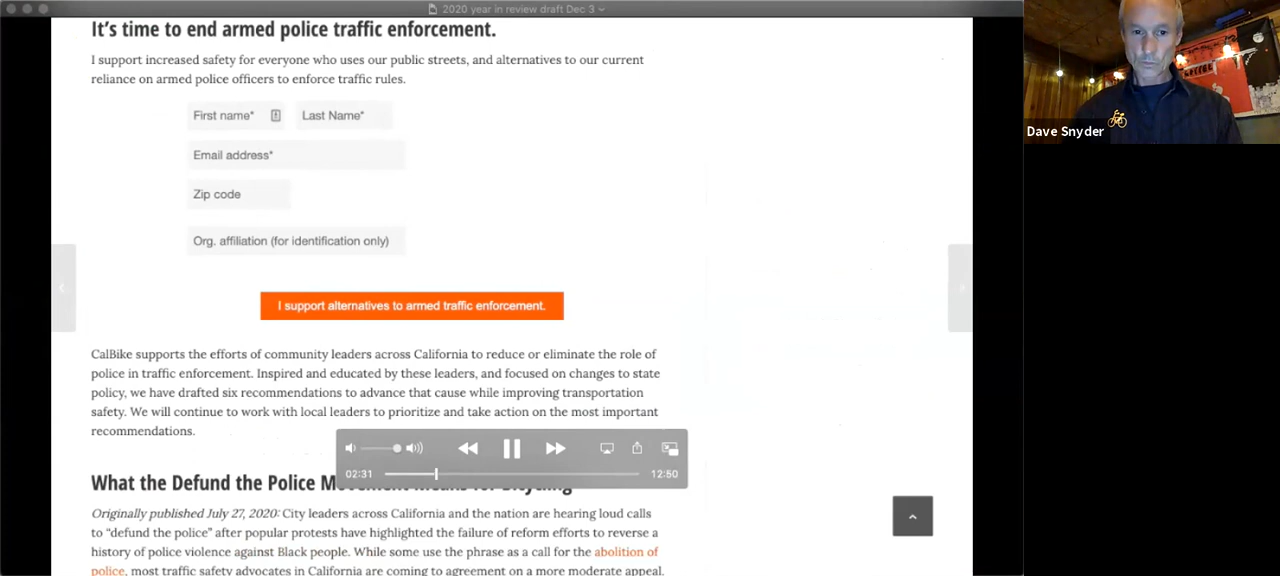 2020 year in review draft Dec 3
It's time to end armed police traffic enforcement.
I support increased safety for everyone who uses our public streets, and alternatives to our current
reliance on armed police officers to enforce traffic rules.
First name* Last Name*
Email address*
Zip code
Org. affiliation (for identification only)
I support alternatives to armed traffic enforcement.
CalBike supports the efforts of community leaders across California to reduce or eliminate the role of
police in traffic enforcement. Inspired and educated by these leaders, and focused on changes to state
policy, we have drafted six recommendations to advance that cause while improving transportation
safety. We will continue to work with local leaders to prioritize and take action on the most important
recommendations.
02:31 12:50
What the Defund the Police Movement Means for Bicycling
Originally published July 27, 2020: City leaders across California and the nation are hearing loud calls
to "defund the police" after popular protests have highlighted the failure of reform efforts to reverse a
history of police violence against Black people. While some use the phrase as a call for the abolition of
police, most traffic safety advocates in California are coming to agreement on a more moderate appeal.
Dave Snyder